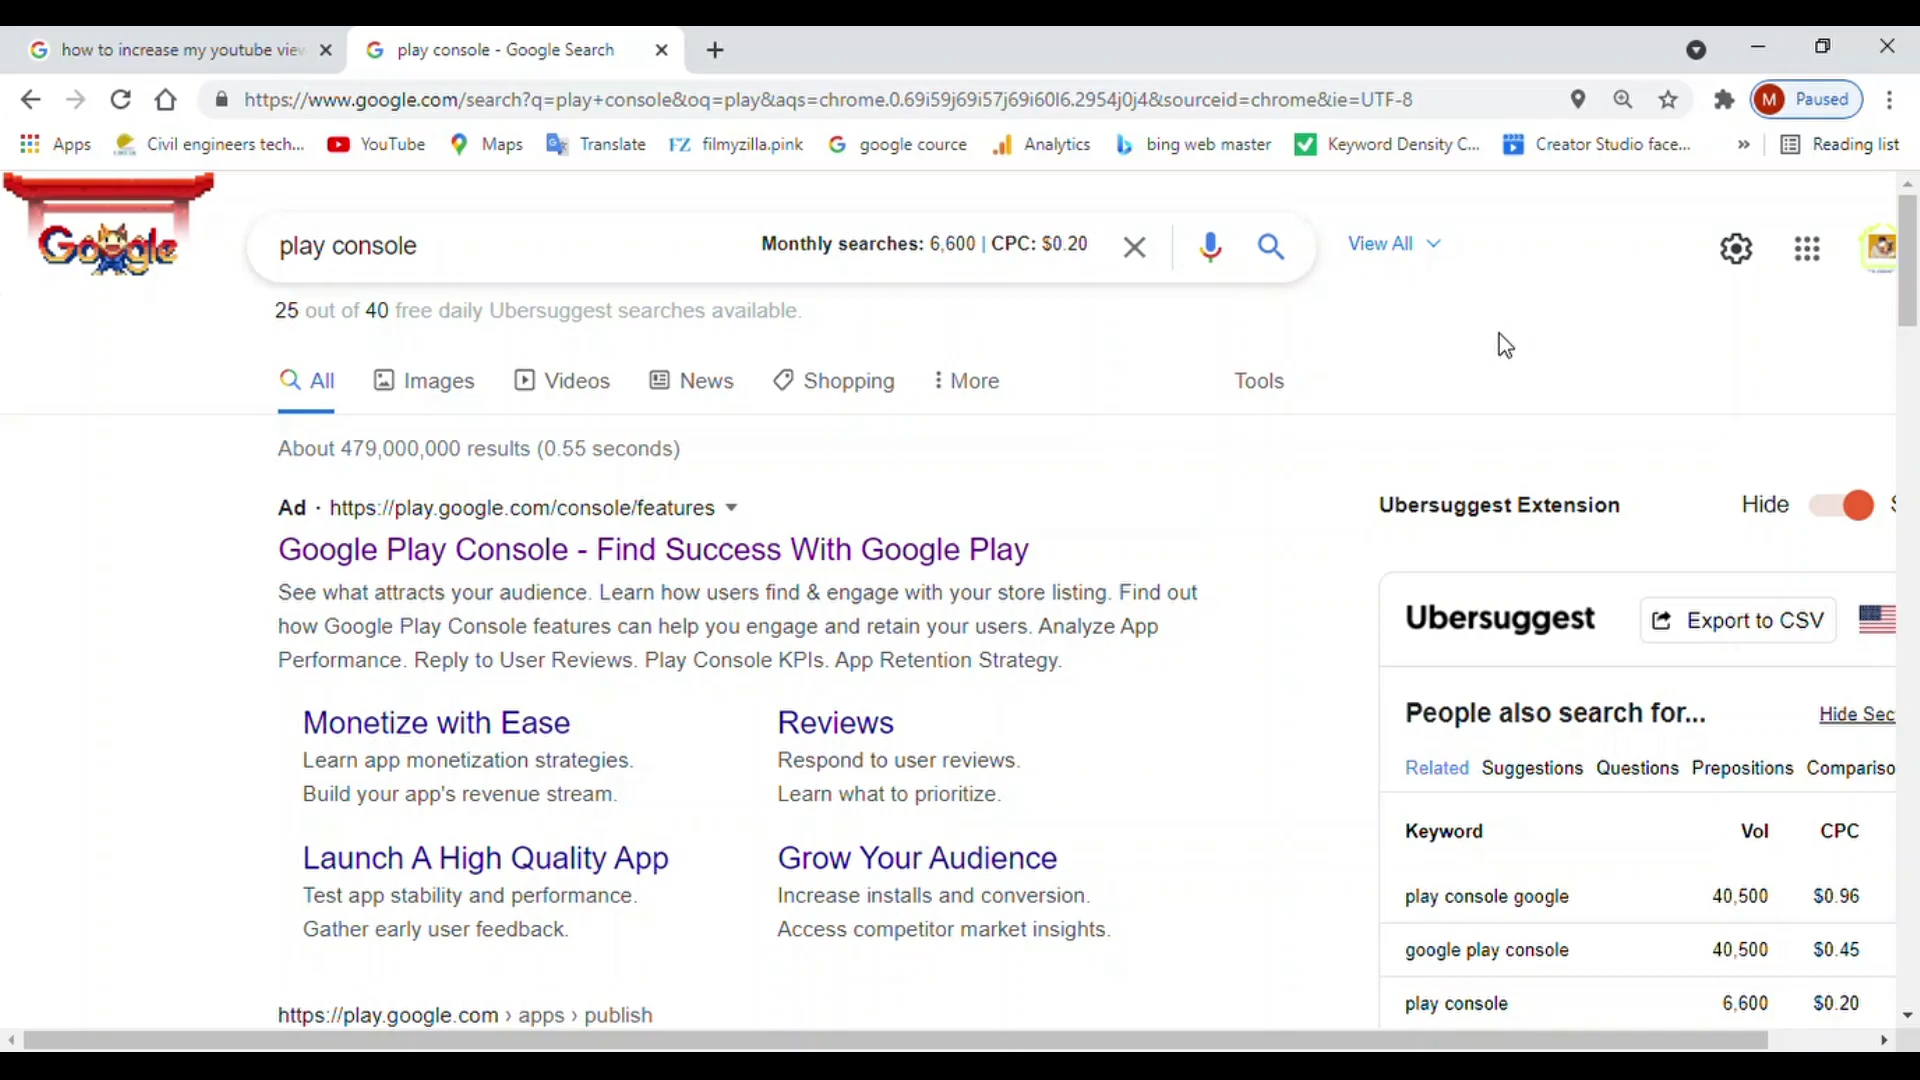 how to increase my youtube view
play console - Google Search
https://www.google.com/search?q=play+console&oq=play&aqs=chrome.0.69i59j69i57j69i60l6.2954j0j4&sourceid=chrome&ie=UTF-8
M Paused
Apps
Civil engineers tech...
YouTube
Maps
Translate
FZ filmyzilla.pink
google cource
Analytics
bing web master
Keyword Density C...
Creator Studio face...
»
Reading list
Google
play console
Monthly searches: 6,600 | CPC: $0.20
View All
25 out of 40 free daily Ubersuggest searches available.
All
Images
Videos
News
Shopping
More
Tools
About 479,000,000 results (0.55 seconds)
Ad · https://play.google.com/console/features
Google Play Console - Find Success With Google Play
See what attracts your audience. Learn how users find & engage with your store listing. Find out
how Google Play Console features can help you engage and retain your users. Analyze App
Performance. Reply to User Reviews. Play Console KPIs. App Retention Strategy.
Monetize with Ease
Learn app monetization strategies.
Build your app's revenue stream.
Reviews
Respond to user reviews.
Learn what to prioritize.
Launch A High Quality App
Test app stability and performance.
Gather early user feedback.
Grow Your Audience
Increase installs and conversion.
Access competitor market insights.
https://play.google.com › apps › publish
Ubersuggest Extension
Hide
Ubersuggest
Export to CSV
People also search for...
Hide Sec
Related Suggestions Questions Prepositions Compariso
Keyword Vol CPC
play console google 40,500 $0.96
google play console 40,500 $0.45
play console 6,600 $0.20